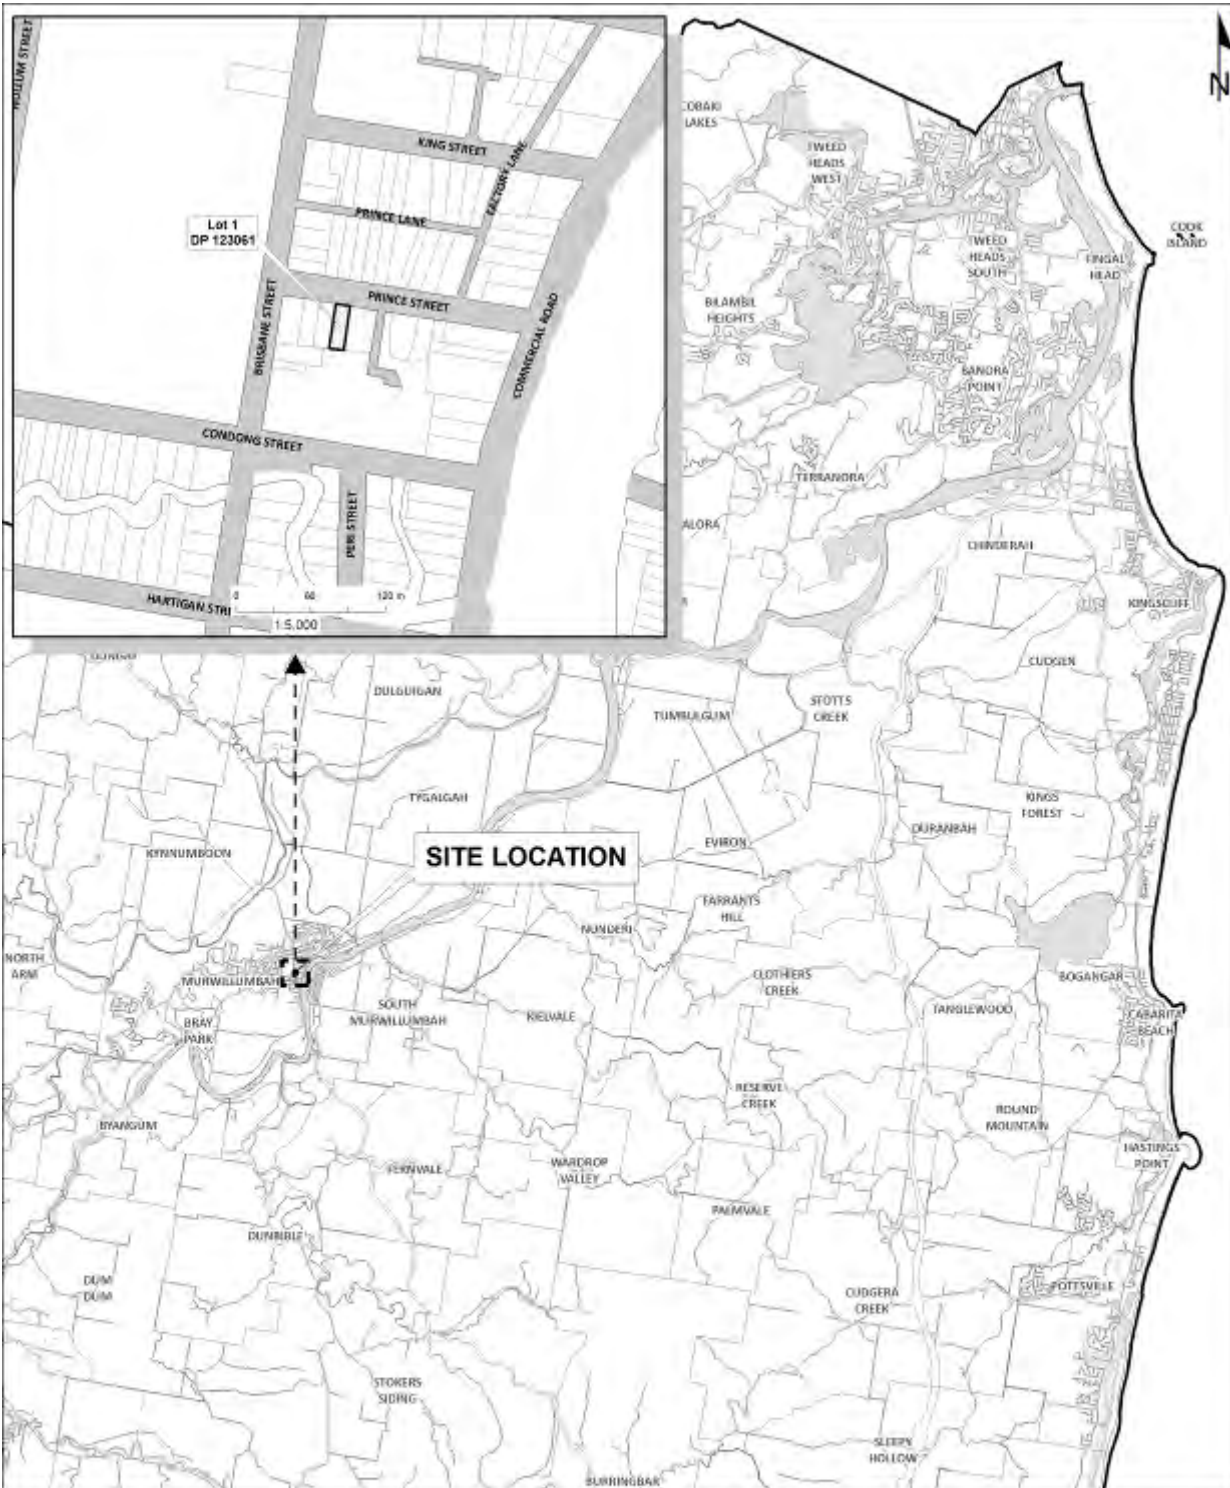 NULLUM STREET
KING STREET
FACTORY LANE
PRINCE LANE
Lot 1
DP 123061
PRINCE STREET
BRISBANE STREET
COMMERCIAL ROAD
CONDONG STREET
PERI STREET
HARTIGAN STRE
0 60 120 m
1:5,000
N
COBAKI
LAKES
TWEED
HEADS
WEST
COOK
ISLAND
TWEED
HEADS
SOUTH
FINGAL
HEAD
BILAMBIL
HEIGHTS
BANORA
POINT
TERRANORA
ALORA
CHINDERAH
KINGSCLIFF
CUDGEN
DULGUIGAN
STOTTS
CREEK
TUMBULGUM
TYGALGAH
KINGS
FOREST
DURANBAH
EVIRON
KYNNUMBOON
SITE LOCATION
FARRANTS
HILL
NUNDERI
NORTH
ARM
MURWILLUMBAH
CLOTHIERS
CREEK
BOGANGAR
SOUTH
MURWILLUMBAH
KIELVALE
TANGLEWOOD
CABARITA
BEACH
BRAY
PARK
RESERVE
CREEK
ROUND
MOUNTAIN
BYANGUM
HASTINGS
POINT
FERNVALE
WARDROP
VALLEY
PALMVALE
DUNBIBLE
DUM
DUM
CUDGERA
CREEK
POTTSVILLE
STOKERS
SIDING
SLEEPY
HOLLOW
BURRINGBAR